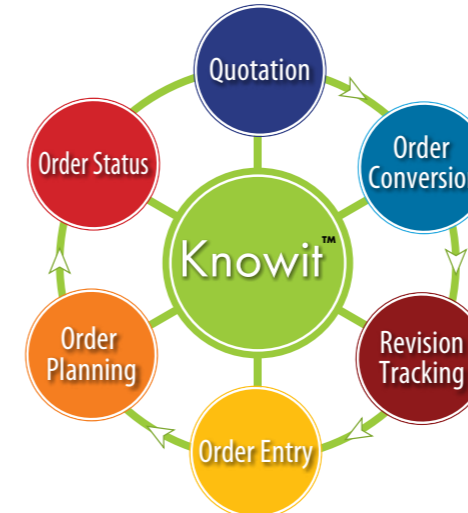 Quotation
Order
Conversio
Revision
Tracking
Order Entry
Order
Planning
Order Status
Knowit™